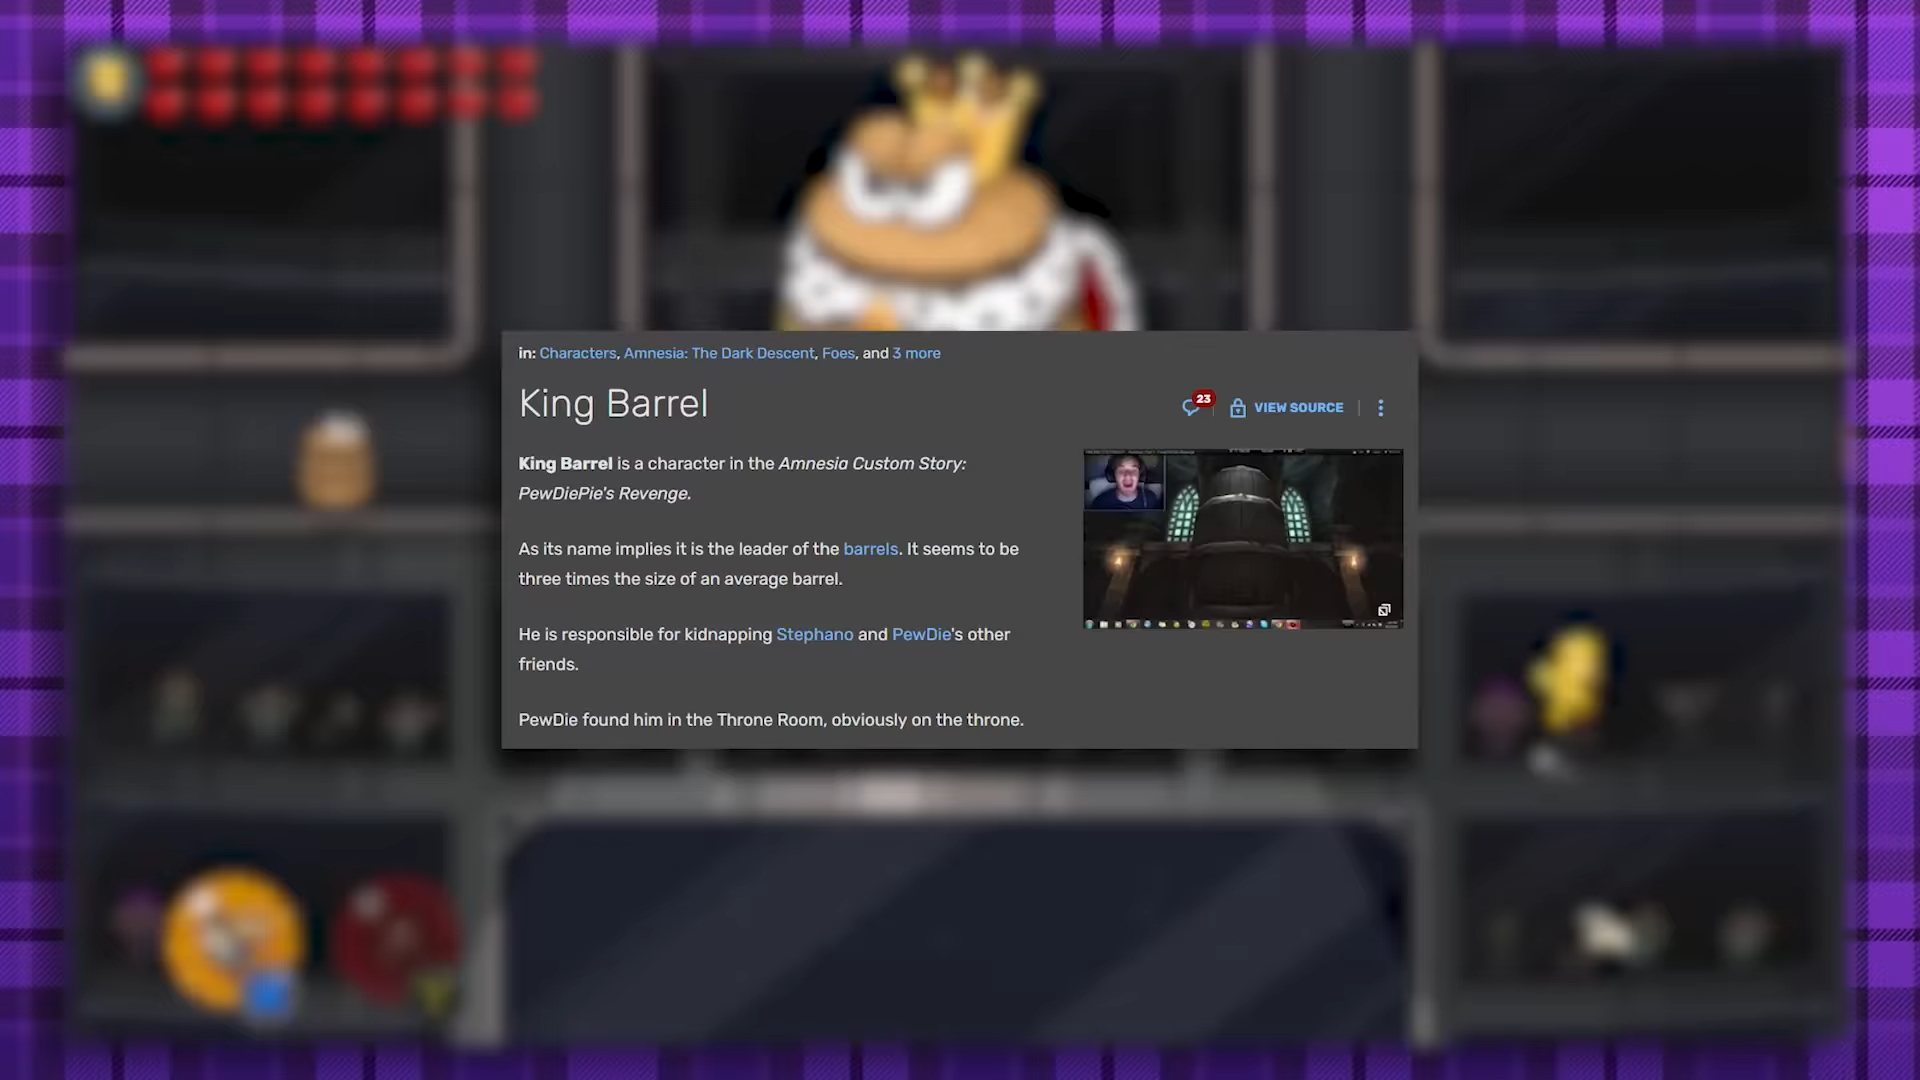 in: Characters, Amnesia: The Dark Descent, Foes, and 3 more
King Barrel
23
VIEW SOURCE
King Barrel is a character in the Amnesia Custom Story:
PewDiePie's Revenge.
As its name implies it is the leader of the barrels. It seems to be
three times the size of an average barrel.
He is responsible for kidnapping Stephano and PewDie's other
friends.
PewDie found him in the Throne Room, obviously on the throne.